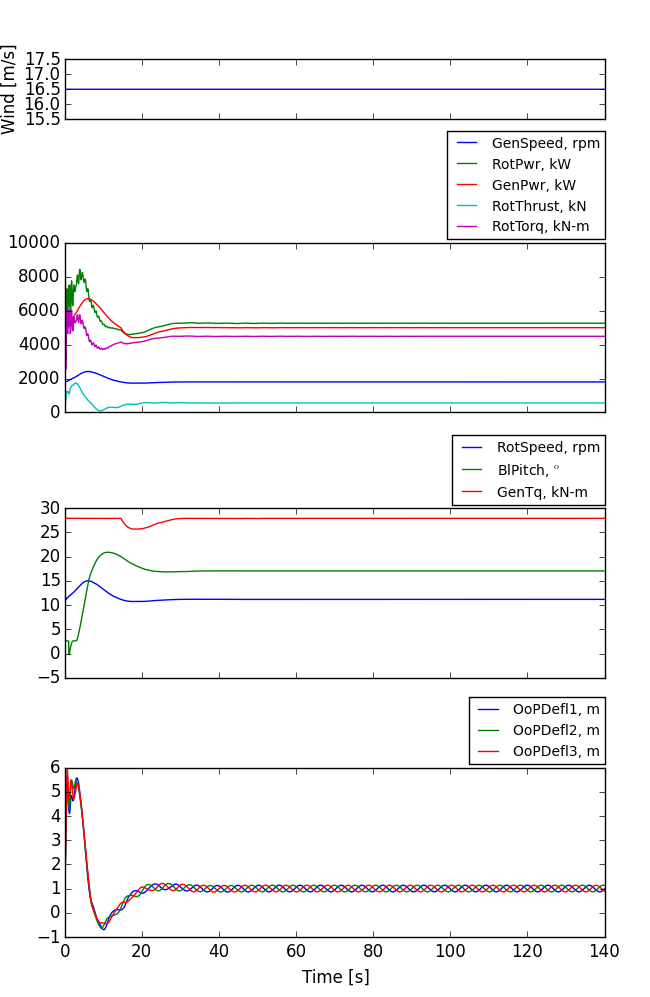 Wind [m/s]
17.5
17.0
16.5
16.0
15.5
GenSpeed, rpm
RotPwr, kW
GenPwr, kW
RotThrust, kN
RotTorq, kN-m
10000
8000
6000
4000
2000
0
RotSpeed, rpm
BlPitch, °
GenTq, kN-m
30
25
20
15
10
5
0
−5
OoPDefl1, m
OoPDefl2, m
OoPDefl3, m
6
5
4
3
2
1
0
−1
0 20 40 60 80 100 120 140
Time [s]